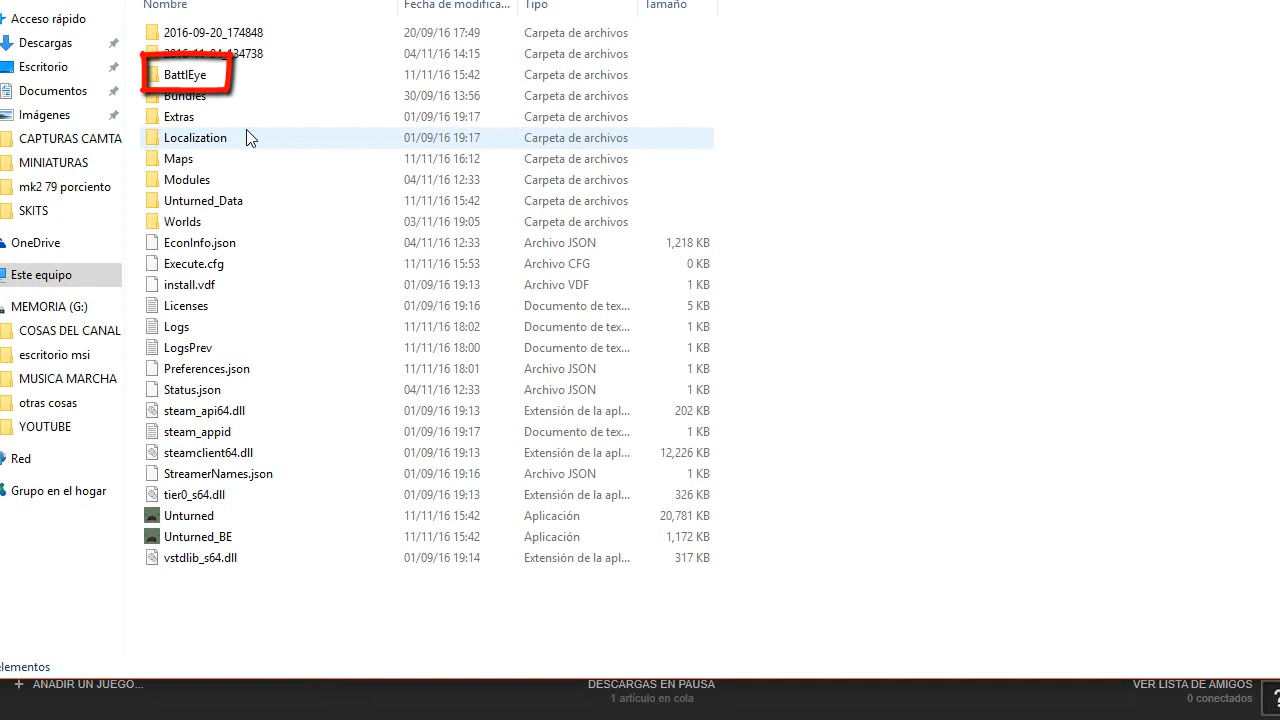 Nombre Fecha de modifica... Tipo Tamaño
Acceso rápido
Descargas
Escritorio
Documentos
Imágenes
CAPTURAS CAMTA
MINIATURAS
mk2 79 porciento
SKITS
OneDrive
Este equipo
MEMORIA (G:)
COSAS DEL CANAL
escritorio msi
MUSICA MARCHA
otras cosas
YOUTUBE
Red
Grupo en el hogar
2016-09-20_174848 20/09/16 17:49 Carpeta de archivos
2016-11-04_134738 04/11/16 14:15 Carpeta de archivos
BattlEye 11/11/16 15:42 Carpeta de archivos
Bundles 30/09/16 13:56 Carpeta de archivos
Extras 01/09/16 19:17 Carpeta de archivos
Localization 01/09/16 19:17 Carpeta de archivos
Maps 11/11/16 16:12 Carpeta de archivos
Modules 04/11/16 12:33 Carpeta de archivos
Unturned_Data 11/11/16 15:42 Carpeta de archivos
Worlds 03/11/16 19:05 Carpeta de archivos
EconInfo.json 04/11/16 12:33 Archivo JSON 1,218 KB
Execute.cfg 11/11/16 15:53 Archivo CFG 0 KB
install.vdf 01/09/16 19:13 Archivo VDF 1 KB
Licenses 01/09/16 19:16 Documento de tex... 5 KB
Logs 11/11/16 18:02 Documento de tex... 1 KB
LogsPrev 11/11/16 18:00 Documento de tex... 1 KB
Preferences.json 11/11/16 18:01 Archivo JSON 1 KB
Status.json 04/11/16 12:33 Archivo JSON 1 KB
steam_api64.dll 01/09/16 19:13 Extensión de la apl... 202 KB
steam_appid 01/09/16 19:17 Documento de tex... 1 KB
steamclient64.dll 01/09/16 19:13 Extensión de la apl... 12,226 KB
StreamerNames.json 01/09/16 19:16 Archivo JSON 1 KB
tier0_s64.dll 01/09/16 19:13 Extensión de la apl... 326 KB
Unturned 11/11/16 15:42 Aplicación 20,781 KB
Unturned_BE 11/11/16 15:42 Aplicación 1,172 KB
vstdlib_s64.dll 01/09/16 19:14 Extensión de la apl... 317 KB
elementos
+ AÑADIR UN JUEGO... DESCARGAS EN PAUSA VER LISTA DE AMIGOS
1 artículo en cola 0 conectados
?